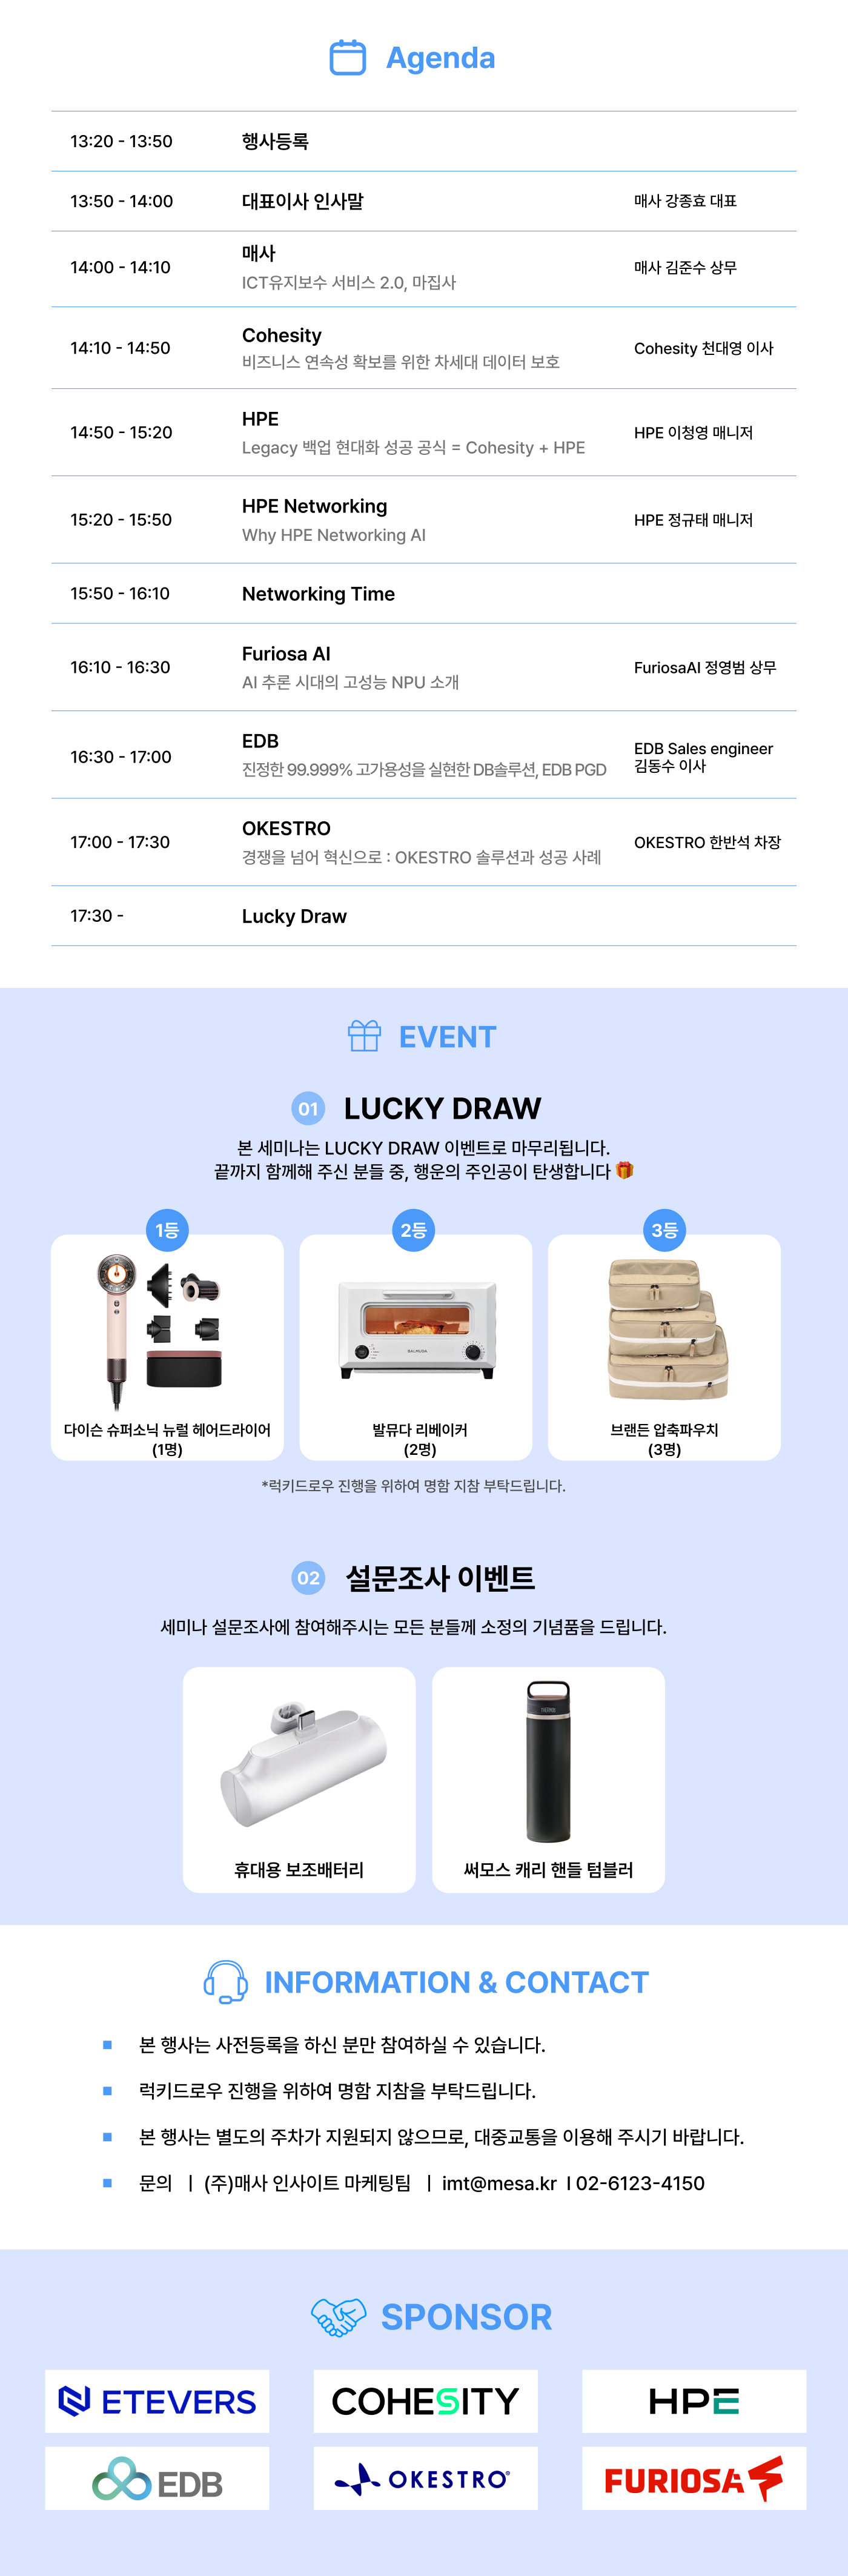 Agenda
13:20 - 13:50 행사등록
13:50 - 14:00 대표이사 인사말 매사 강종효 대표
14:00 - 14:10 매사 매사 김준수 상무
ICT유지보수 서비스 2.0, 마집사
14:10 - 14:50 Cohesity Cohesity 천대영 이사
비즈니스 연속성 확보를 위한 차세대 데이터 보호
14:50 - 15:20 HPE HPE 이청영 매니저
Legacy 백업 현대화 성공 공식 = Cohesity + HPE
15:20 - 15:50 HPE Networking HPE 정규태 매니저
Why HPE Networking AI
15:50 - 16:10 Networking Time
16:10 - 16:30 Furiosa AI FuriosaAI 정영범 상무
AI 추론 시대의 고성능 NPU 소개
16:30 - 17:00 EDB EDB Sales engineer
진정한 99.999% 고가용성을 실현한 DB솔루션, EDB PGD 김동수 이사
17:00 - 17:30 OKESTRO OKESTRO 한반석 차장
경쟁을 넘어 혁신으로 : OKESTRO 솔루션과 성공 사례
17:30 - Lucky Draw
EVENT
01 LUCKY DRAW
본 세미나는 LUCKY DRAW 이벤트로 마무리됩니다.
끝까지 함께해 주신 분들 중, 행운의 주인공이 탄생합니다 🎁
1등 2등 3등
BALMUDA
다이슨 슈퍼소닉 뉴럴 헤어드라이어 발뮤다 리베이커 브랜든 압축파우치
(1명) (2명) (3명)
*럭키드로우 진행을 위하여 명함 지참 부탁드립니다.
02 설문조사 이벤트
세미나 설문조사에 참여해주시는 모든 분들께 소정의 기념품을 드립니다.
THERMOS
휴대용 보조배터리 써모스 캐리 핸들 텀블러
INFORMATION & CONTACT
■ 본 행사는 사전등록을 하신 분만 참여하실 수 있습니다.
■ 럭키드로우 진행을 위하여 명함 지참을 부탁드립니다.
■ 본 행사는 별도의 주차가 지원되지 않으므로, 대중교통을 이용해 주시기 바랍니다.
■ 문의 | (주)매사 인사이트 마케팅팀 | imt@mesa.kr I 02-6123-4150
SPONSOR
ETEVERS COHESITY HPE
EDB OKESTRO® FURIOSA